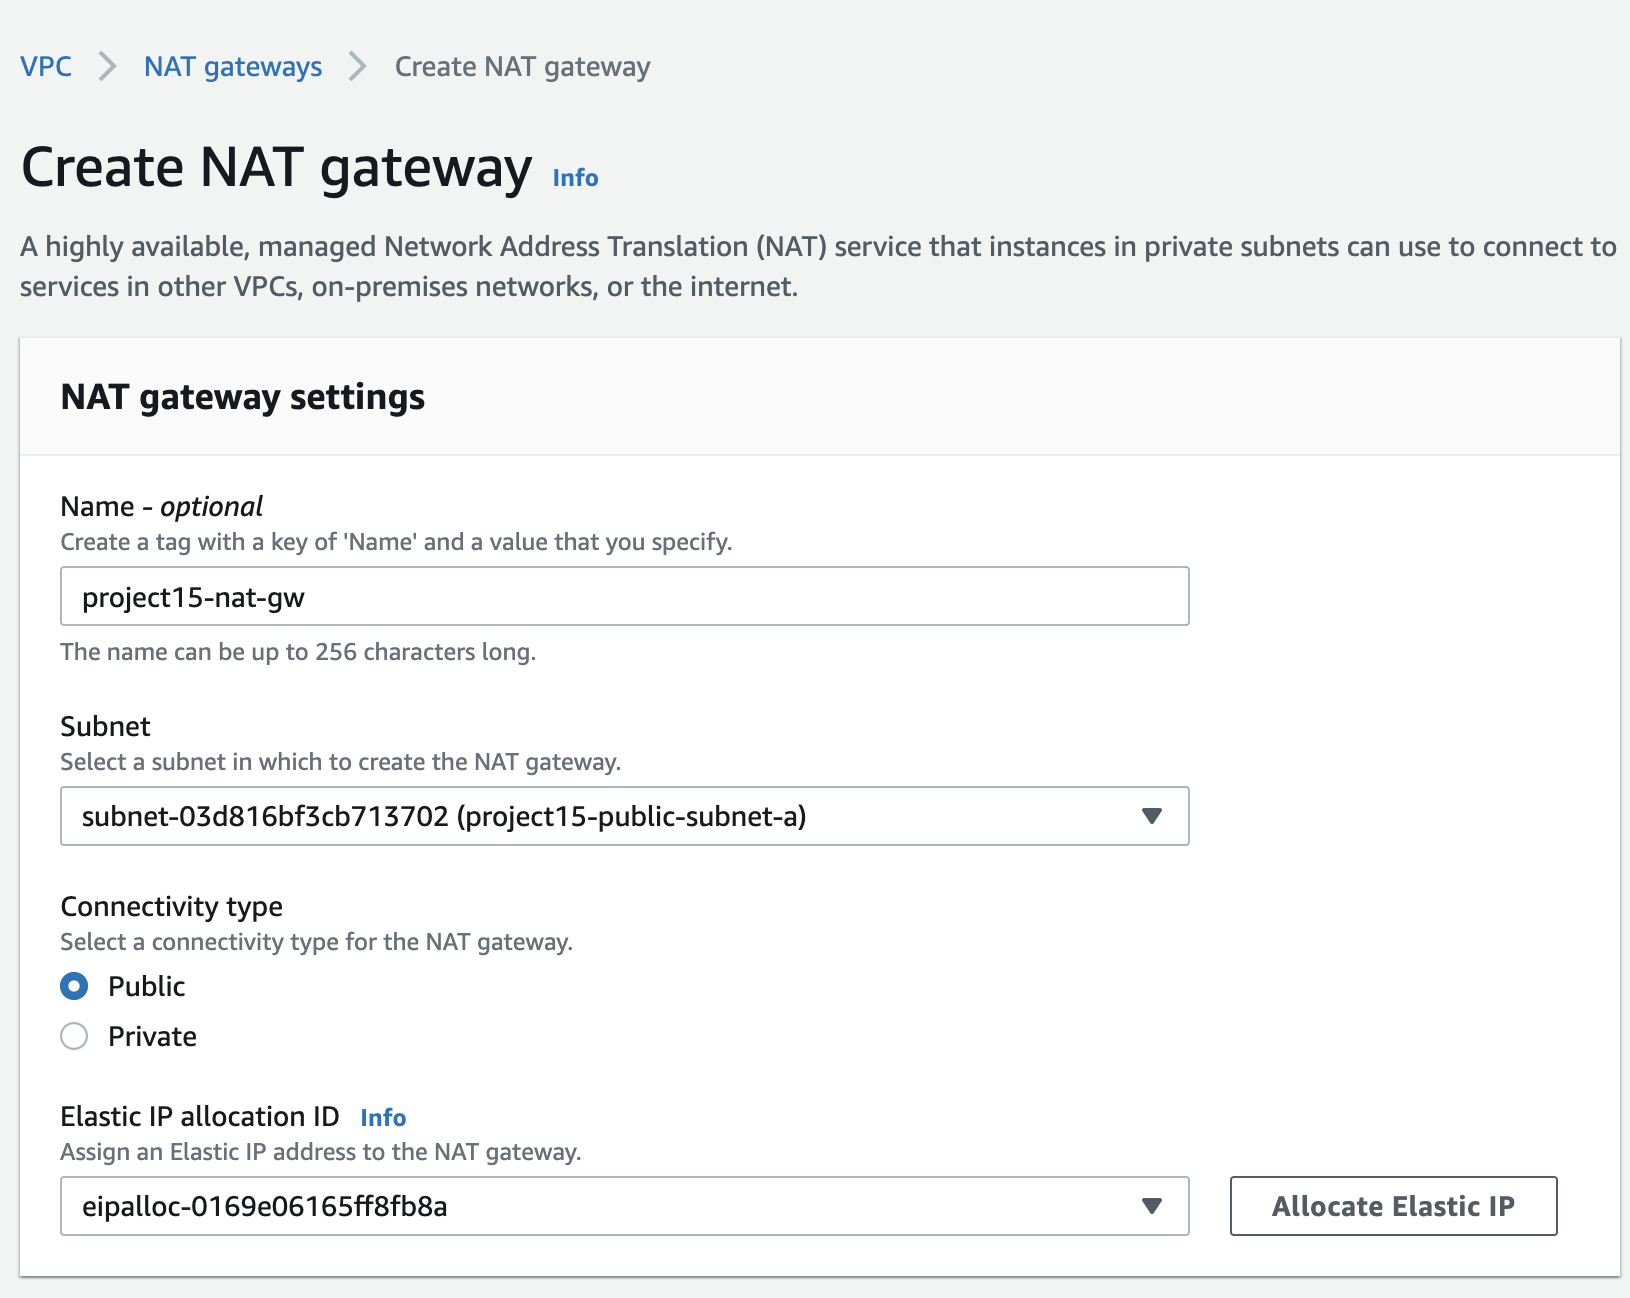 VPC > NAT gateways > Create NAT gateway
Create NAT gateway Info
A highly available, managed Network Address Translation (NAT) service that instances in private subnets can use to connect to
services in other VPCs, on-premises networks, or the internet.
NAT gateway settings
Name - optional
Create a tag with a key of 'Name' and a value that you specify.
project15-nat-gw
The name can be up to 256 characters long.
Subnet
Select a subnet in which to create the NAT gateway.
subnet-03d816bf3cb713702 (project15-public-subnet-a)
Connectivity type
Select a connectivity type for the NAT gateway.
Public
Private
Elastic IP allocation ID Info
Assign an Elastic IP address to the NAT gateway.
eipalloc-0169e06165ff8fb8a
Allocate Elastic IP